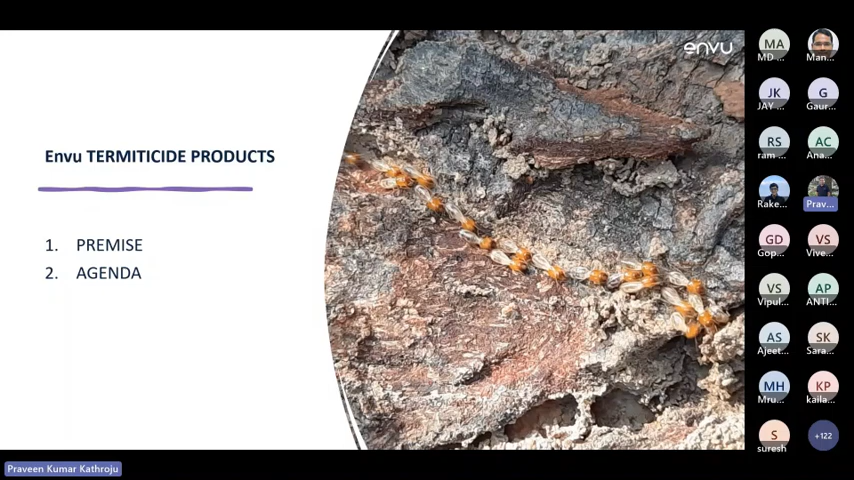 envu
Envu TERMITICIDE PRODUCTS
1. PREMISE
2. AGENDA
MA
MD ...
Man...
JK
JAY ...
G
Gaur...
RS
ram ...
AC
Ana...
Rake...
Prav...
GD
Gop...
VS
Vive...
VS
Vipul...
AP
ANTI...
AS
Ajeet...
SK
Sara...
MH
Mru...
KP
kaila...
S
suresh
+122
Praveen Kumar Kathroju